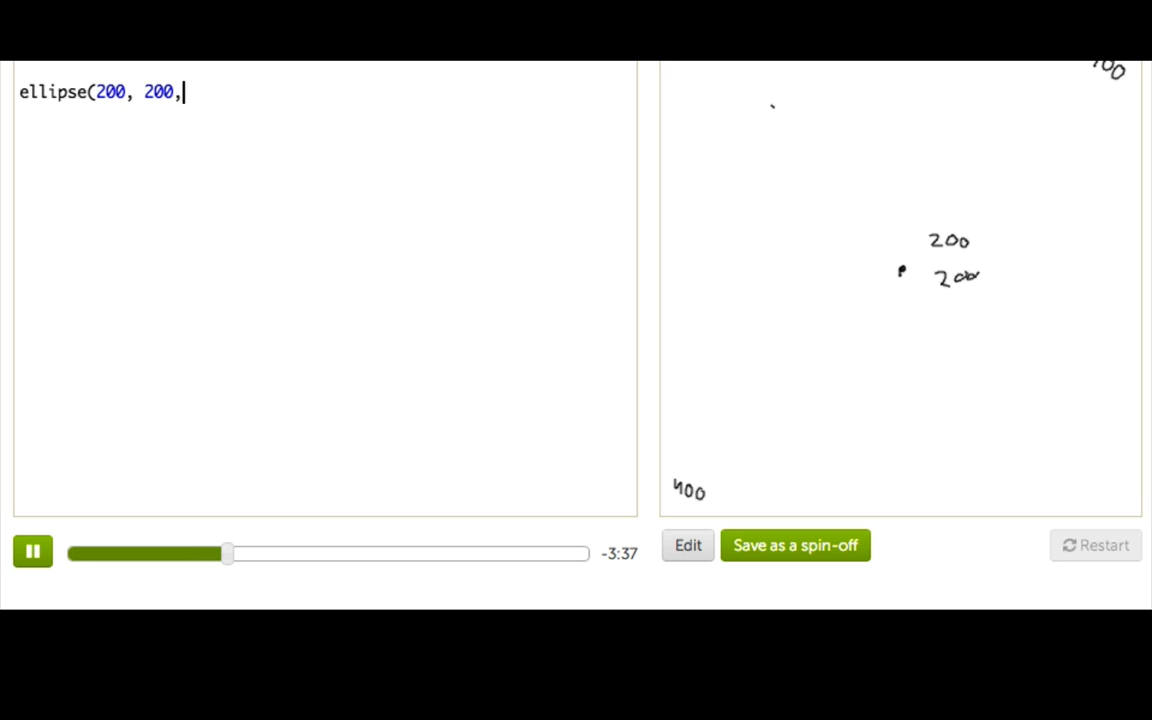 ellipse(200, 200,
200
200
400
-3:37
Edit
Save as a spin-off
Restart